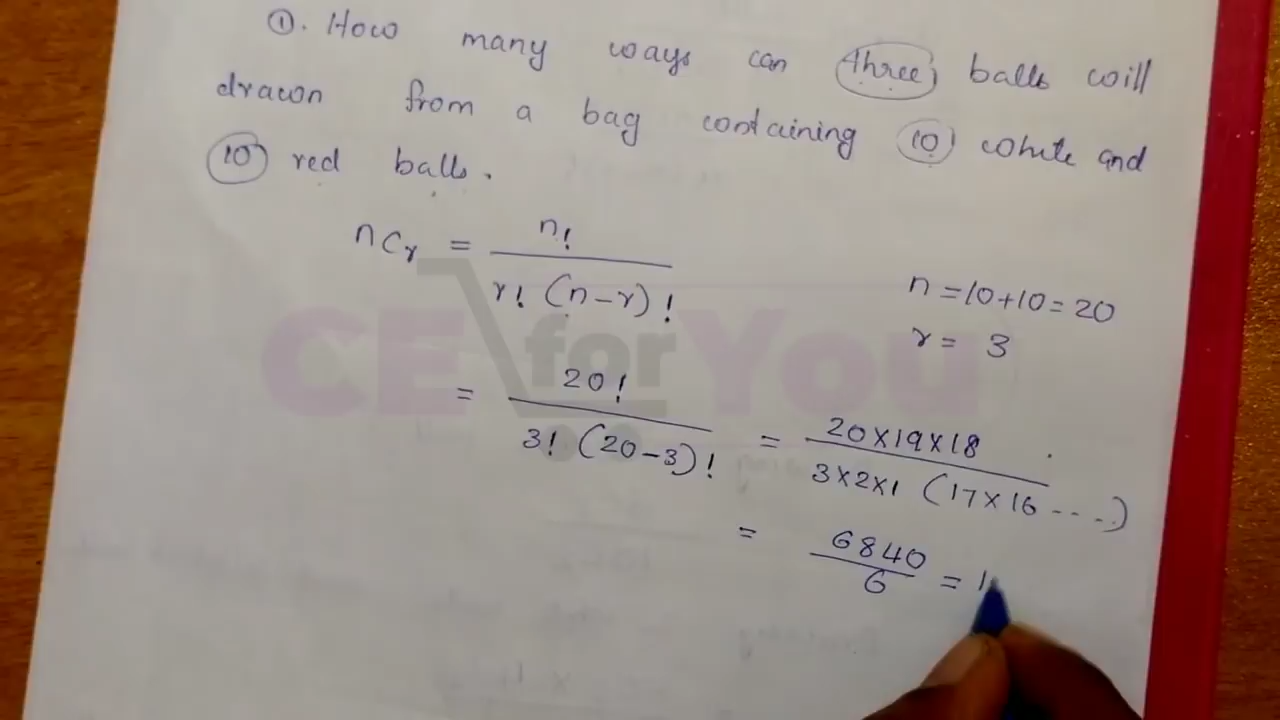 ①. How many ways can three balls will
drawn from a bag containing 10 white and
10 red balls.
nCr = n! / r! (n-r)!
n = 10+10 = 20
r = 3
= 20! / 3! (20-3)! = 20×19×18 / 3×2×1 (17×16 ....)
= 6840 / 6 = 1
CE for You